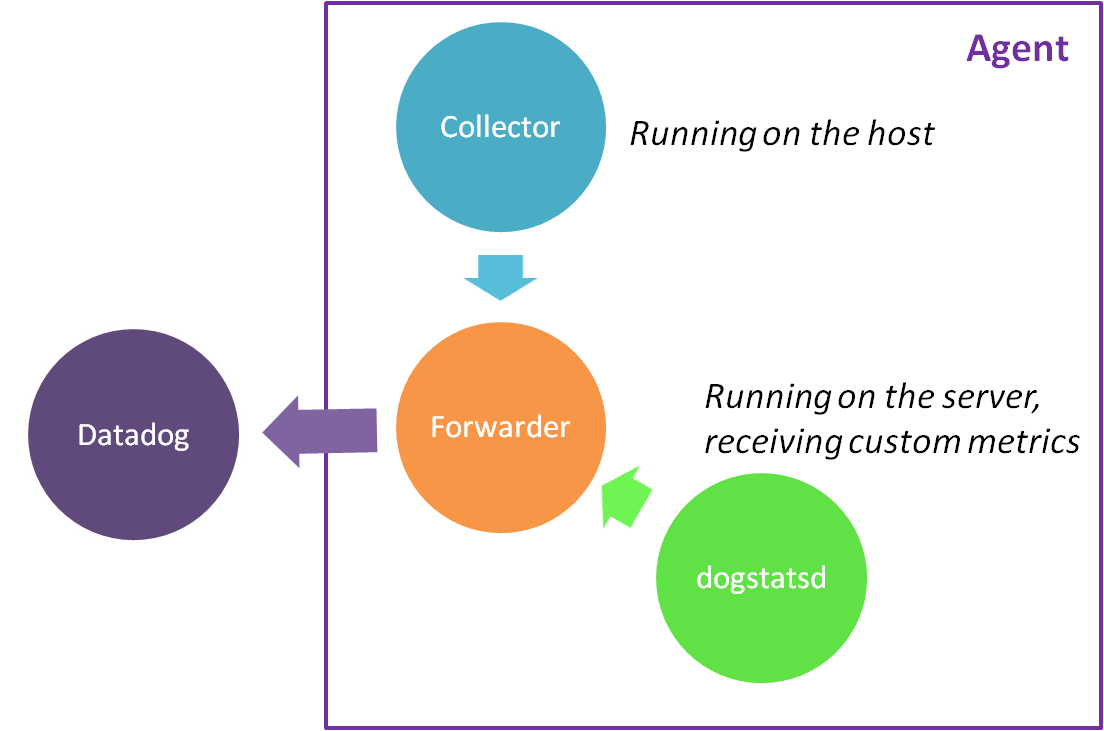 Agent
Collector
Running on the host
Datadog
Forwarder
Running on the server,
receiving custom metrics
dogstatsd